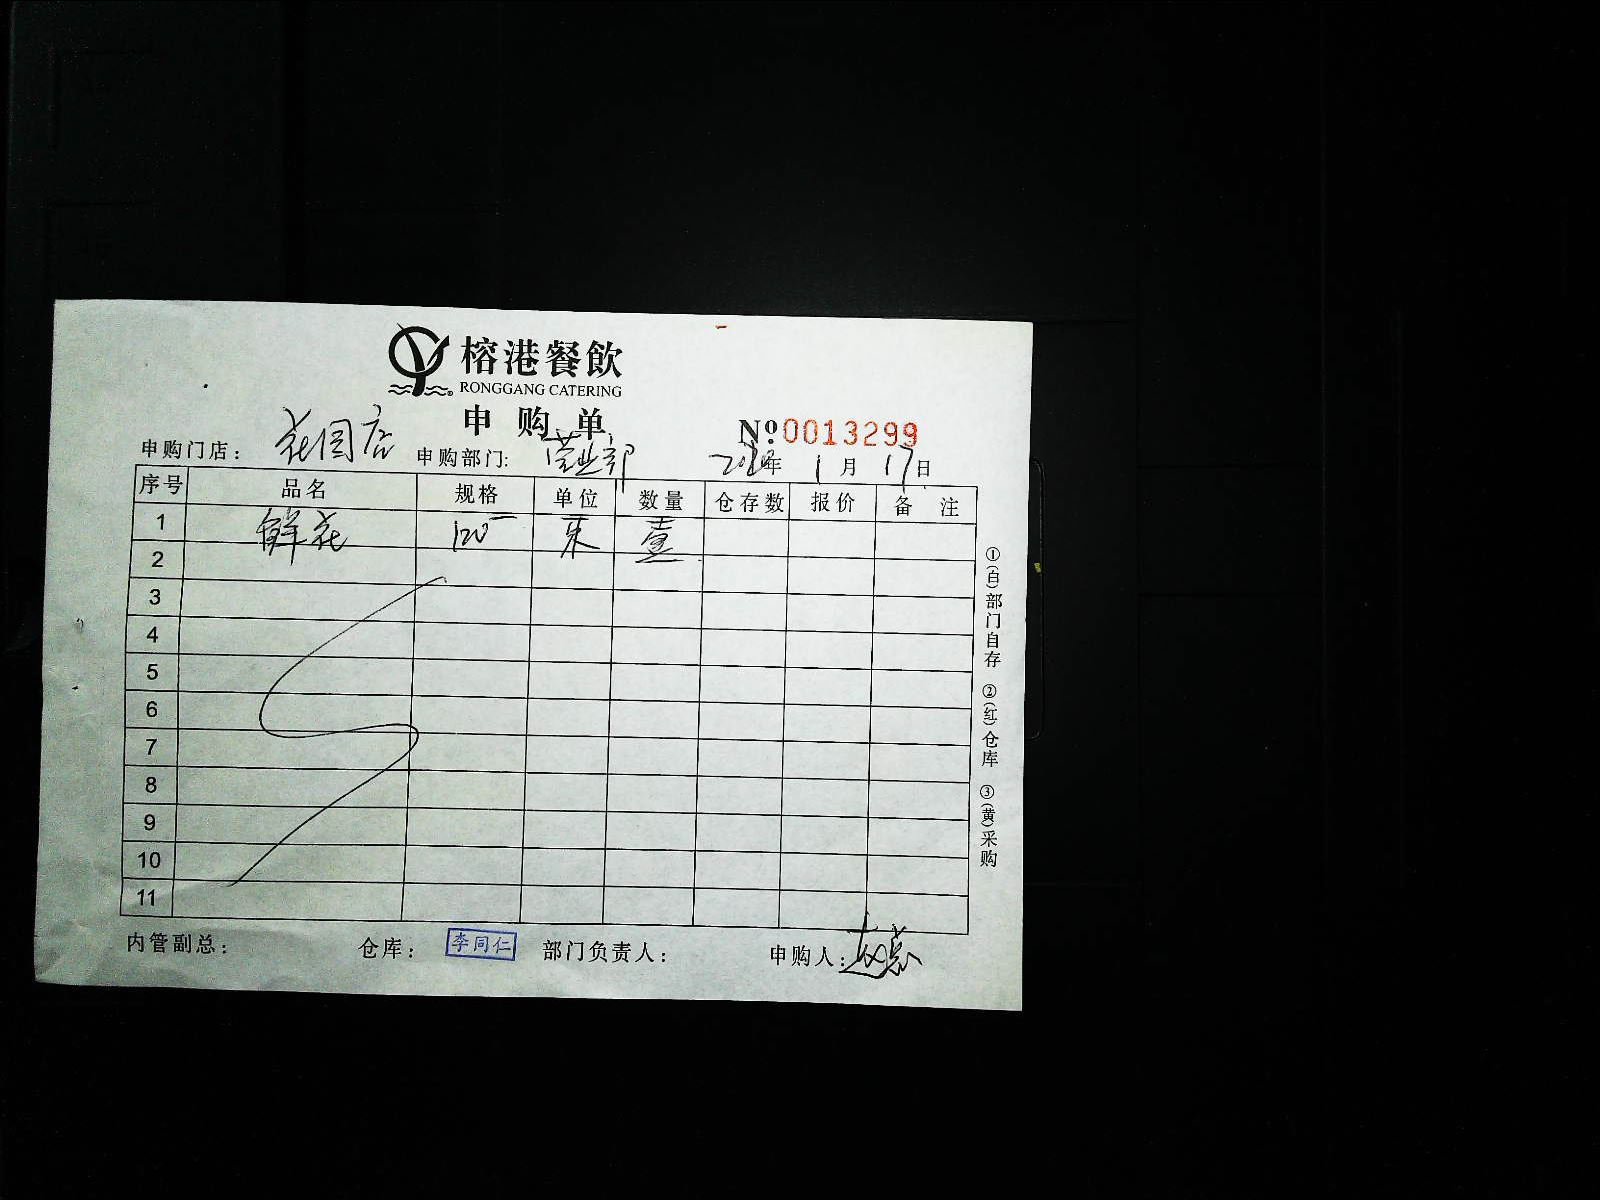 榕港餐飲
RONGGANG CATERING
申购单
Nº:0013299
申购门店: 花园店 申购部门: 营业部 年 1 月 17 日
序号 品名 规格 单位 数量 仓存数 报价 备 注
1 鲜花 120 束 壹
2
3
4
5
6
7
8
9
10
11
内管副总: 仓库: 李同仁 部门负责人: 申购人:
①(白)部门自存 ②(红)仓库 ③(黄)采购